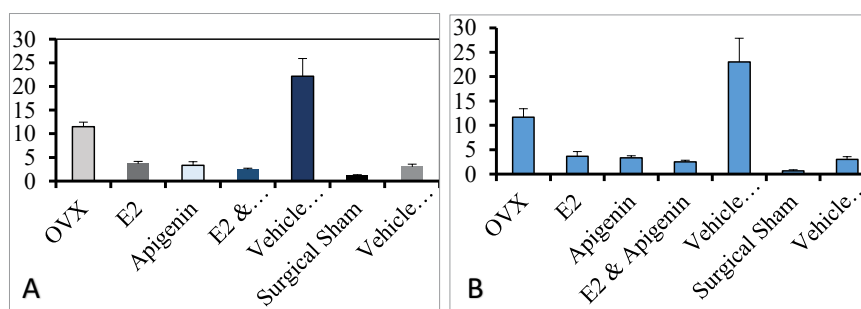 30
25
20
15
10
5
0
OVX
E2
Apigenin
E2 &...
Vehicle...
Surgical Sham
Vehicle...
A
30
25
20
15
10
5
0
OVX
E2
Apigenin
E2 & Apigenin
Vehicle...
Surgical Sham
Vehicle...
B